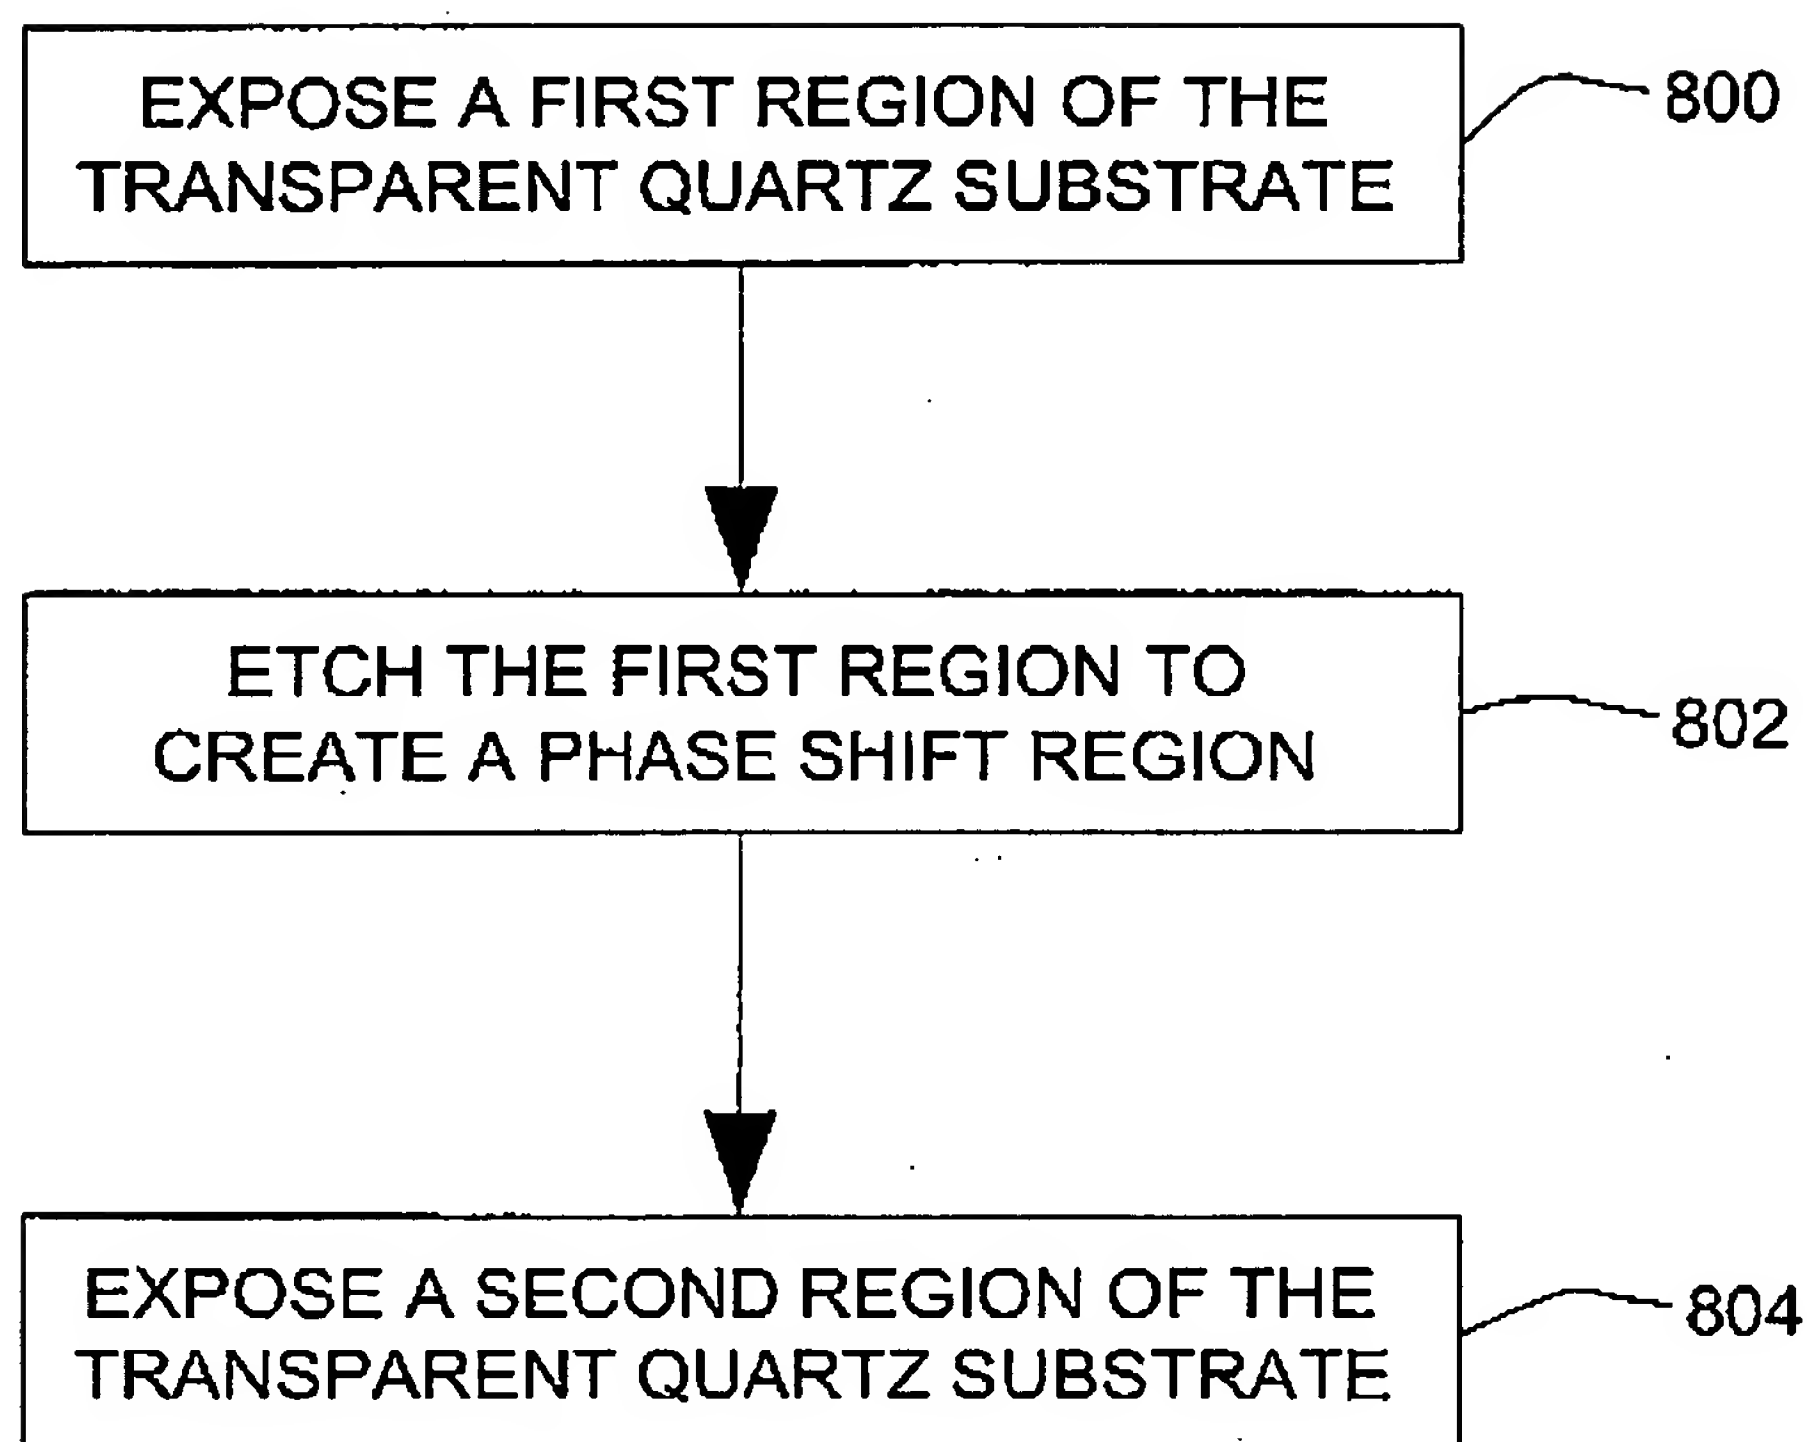 EXPOSE A FIRST REGION OF THE
TRANSPARENT QUARTZ SUBSTRATE
800
ETCH THE FIRST REGION TO
CREATE A PHASE SHIFT REGION
802
EXPOSE A SECOND REGION OF THE
TRANSPARENT QUARTZ SUBSTRATE
804